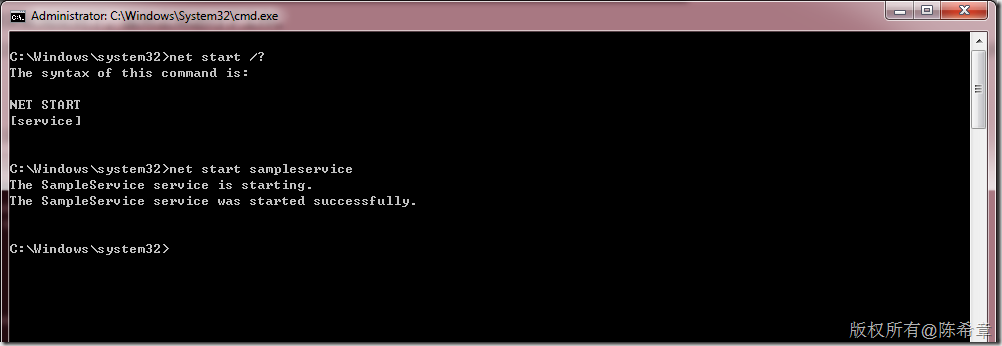 Administrator: C:\Windows\System32\cmd.exe
C:\Windows\system32>net start /?
The syntax of this command is:
NET START
[service]
C:\Windows\system32>net start sampleservice
The SampleService service is starting.
The SampleService service was started successfully.
C:\Windows\system32>
版权所有@陈希章